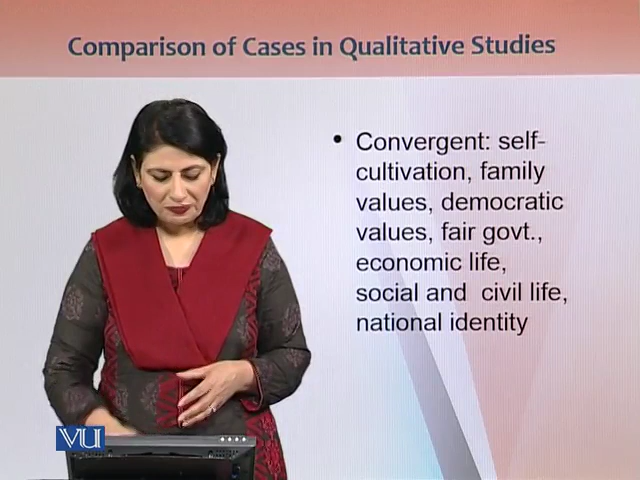 Comparison of Cases in Qualitative Studies
• Convergent: self-
cultivation, family
values, democratic
values, fair govt.,
economic life,
social and civil life,
national identity
VU